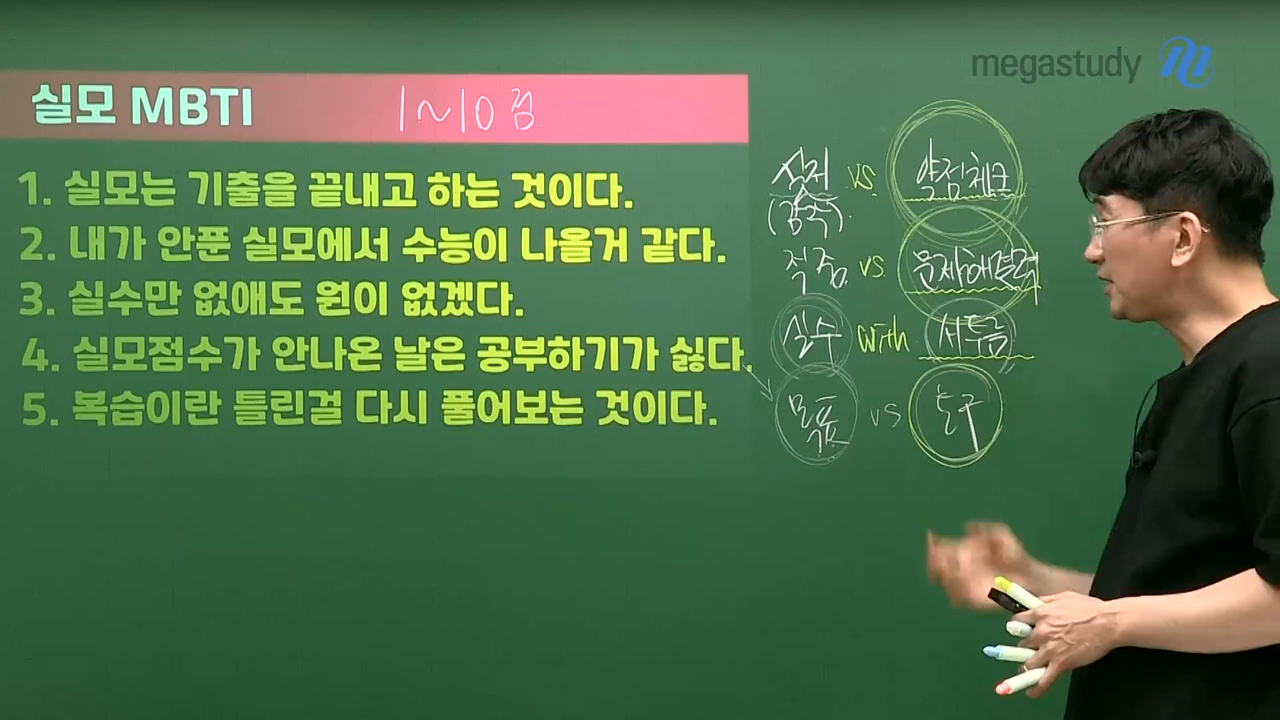 megastudy
실모 MBTI 1~10점
1. 실모는 기출을 끝내고 하는 것이다.
2. 내가 안푼 실모에서 수능이 나올거 같다.
3. 실수만 없애도 원이 없겠다.
4. 실모점수가 안나온 날은 공부하기가 싫다.
5. 복습이란 틀린걸 다시 풀어보는 것이다.
실저 vs. 약점체크
(감각)
적중 vs. 문제해결력
실수 with 서투름
목표 vs 도구